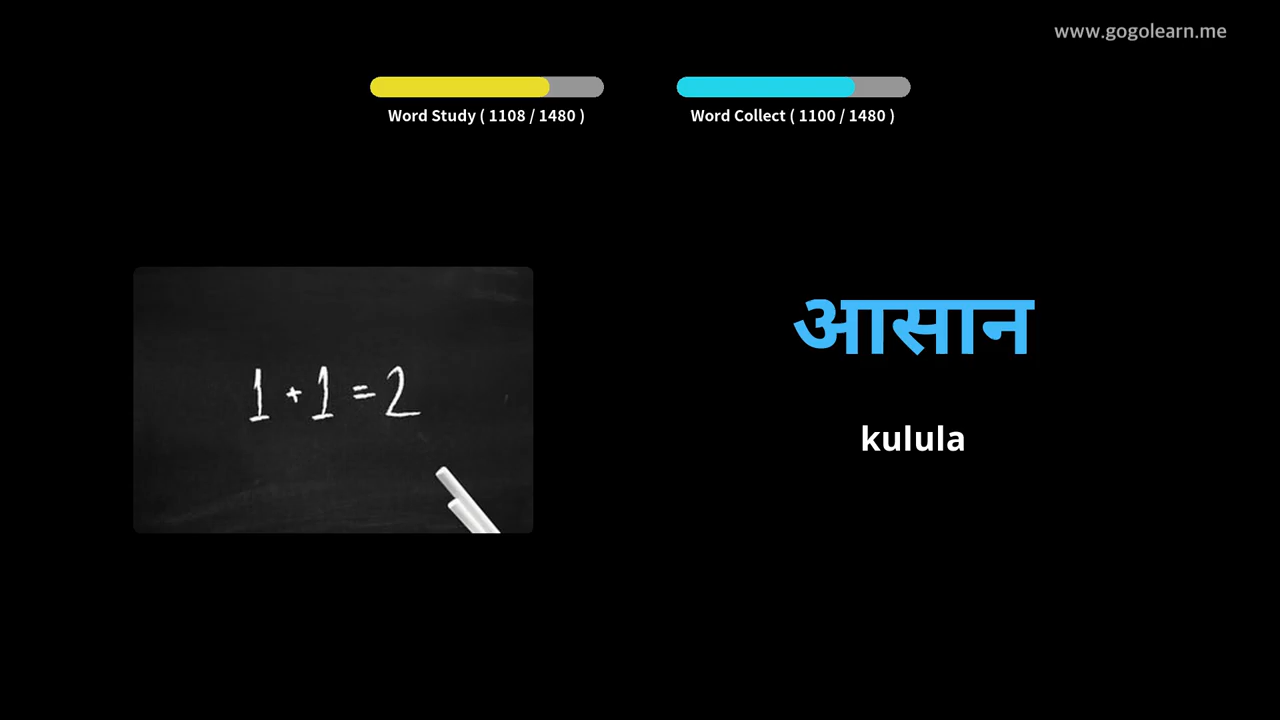 www.gogolearn.me
Word Study ( 1108 / 1480 )
Word Collect ( 1100 / 1480 )
1 + 1 = 2
आसान
kulula